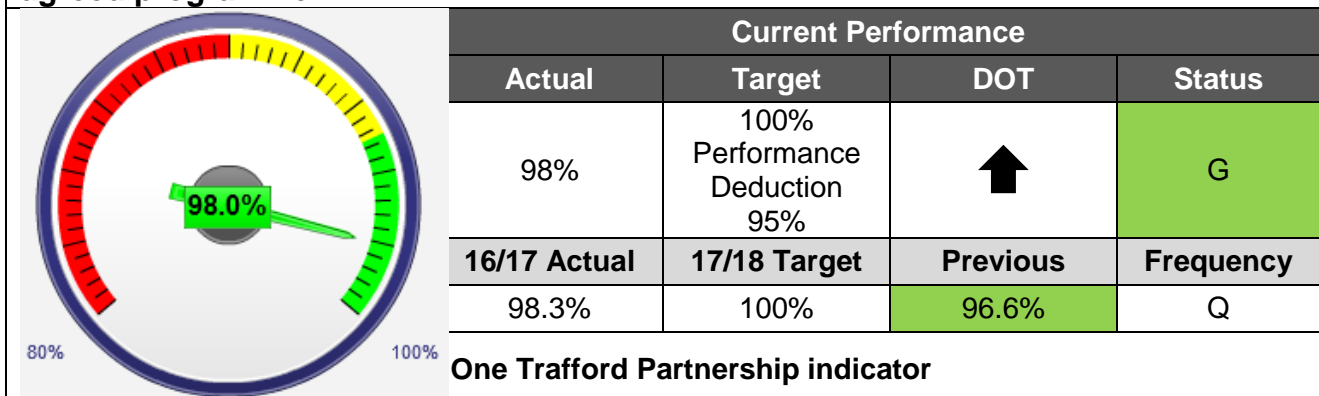 Current Performance
Actual Target DOT Status
98%
100%
Performance
Deduction
95%
G
98.0%
16/17 Actual 17/18 Target Previous Frequency
98.3% 100% 96.6% Q
80% 100%
One Trafford Partnership indicator